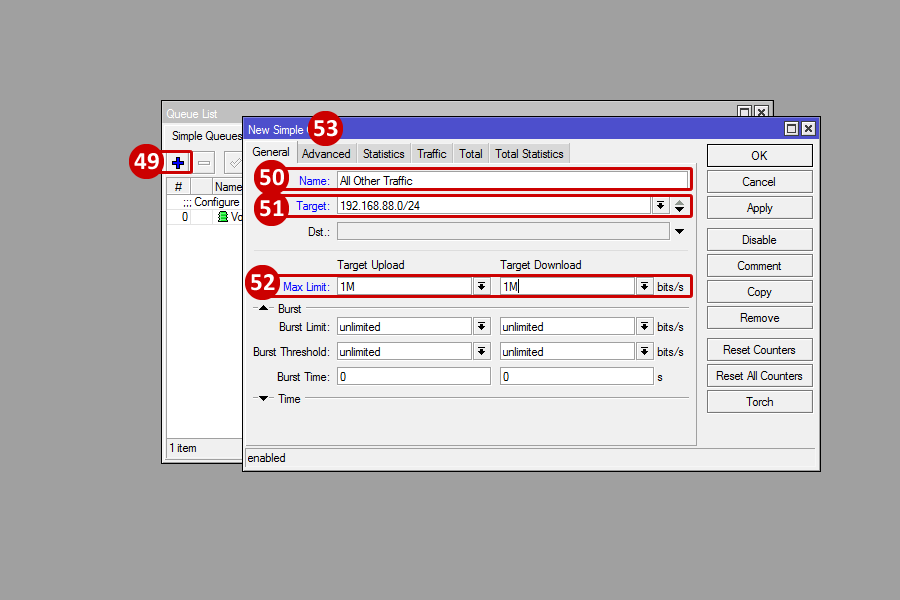 Queue List
53
New Simple
Simple Queues
49
#
Name
;;; Configure
0
1 item
General
Advanced
Statistics
Traffic
Total
Total Statistics
50
Name:
All Other Traffic
51
Target:
192.168.88.0/24
Dst.:
Target Upload
Target Download
52
Max Limit:
1M
1M
bits/s
Burst
Burst Limit:
unlimited
unlimited
bits/s
Burst Threshold:
unlimited
unlimited
bits/s
Burst Time:
0
0
s
Time
enabled
OK
Cancel
Apply
Disable
Comment
Copy
Remove
Reset Counters
Reset All Counters
Torch